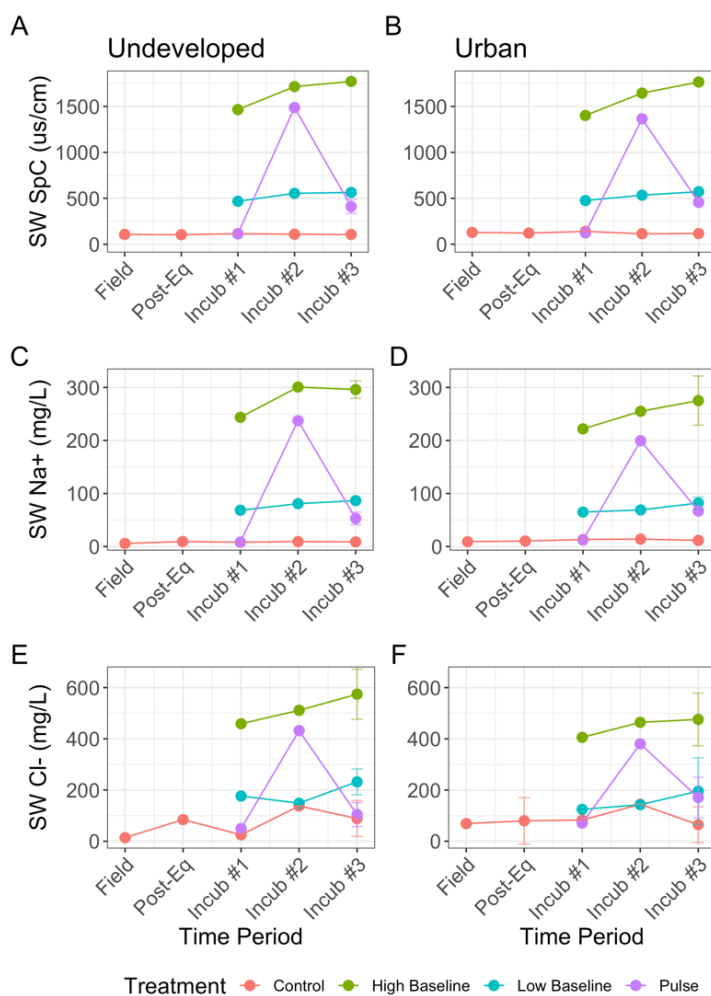 A
Undeveloped
B
Urban
SW SpC (us/cm)
1500
1000
500
0
1500
1000
500
0
Field
Post-Eq
Incub #1
Incub #2
Incub #3
Field
Post-Eq
Incub #1
Incub #2
Incub #3
C
D
SW Na+ (mg/L)
300
200
100
0
300
200
100
0
Field
Post-Eq
Incub #1
Incub #2
Incub #3
Field
Post-Eq
Incub #1
Incub #2
Incub #3
E
F
SW Cl- (mg/L)
600
400
200
0
600
400
200
0
Field
Post-Eq
Incub #1
Incub #2
Incub #3
Field
Post-Eq
Incub #1
Incub #2
Incub #3
Time Period
Time Period
Treatment Control High Baseline Low Baseline Pulse